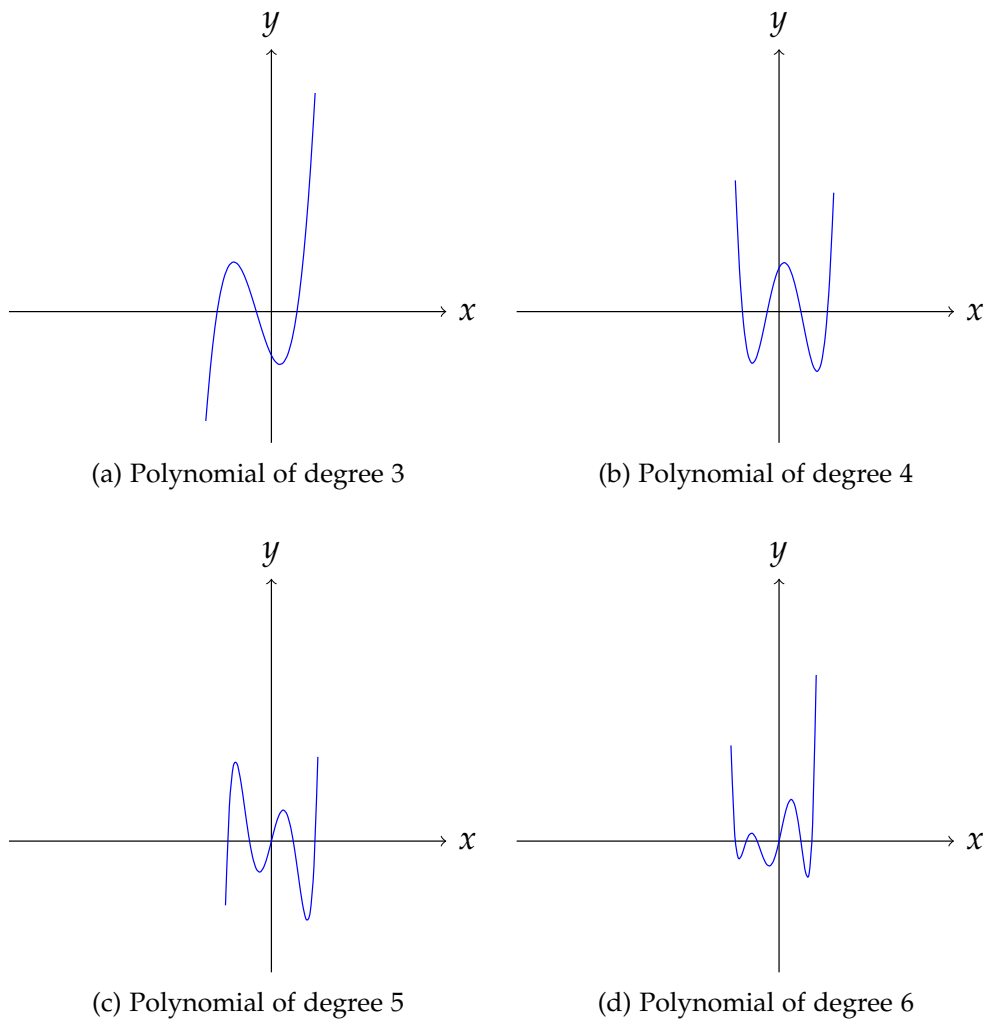 y
y
x
x
(a) Polynomial of degree 3
(b) Polynomial of degree 4
y
y
x
x
(c) Polynomial of degree 5
(d) Polynomial of degree 6